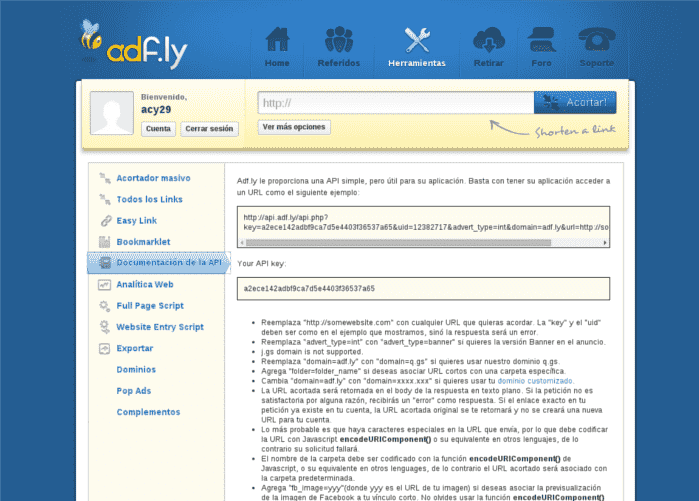 adf.ly
Home
Referidos
Herramientas
Retirar
Foro
Soporte
Bienvenido,
acy29
Cuenta
Cerrar sesión
http://
Acortar!
Ver más opciones
Shorten a link
Acortador masivo
Todos los Links
Easy Link
Bookmarklet
Documentación de la API
Analítica Web
Full Page Script
Website Entry Script
Exportar
Dominios
Pop Ads
Complementos
Adf.ly le proporciona una API simple, pero útil para su aplicación. Basta con tener su aplicación acceder a
un URL como el siguiente ejemplo:
http://api.adf.ly/api.php?
key=a2ece142adbf9ca7d5e4403f36537a65&uid=12382717&advert_type=int&domain=adf.ly&url=http://so
Your API key:
a2ece142adbf9ca7d5e4403f36537a65
Reemplaza "http://somewebsite.com" con cualquier URL que quieras acordar. La "key" y el "uid"
deben ser como en el ejemplo que mostramos, sinó la respuesta será un error.
Reemplaza "advert_type=int" con "advert_type=banner" si quieres la versión Banner en el anuncio.
j.gs domain is not supported.
Reemplaza "domain=adf.ly" con "domain=q.gs" si quieres usar nuestro dominio q.gs.
Agrega "folder=folder_name" si deseas asociar URL cortos con una carpeta específica.
Cambia "domain=adf.ly" con "domain=xxxx.xxx" si quieres usar tu dominio customizado.
La URL acortada será retornada en el body de la respuesta en texto plano. Si la petición no es
satisfactoria por alguna razón, recibirás un "error" como respuesta. Si el enlace exacto en tu
petición ya existe en tu cuenta, la URL acortada original se te retornará y no se creará una nueva
URL para tu cuenta.
Lo más probable es que haya caracteres especiales en la URL que envía, por lo que debe codificar
la URL con Javascript encodeURIComponent() o su equivalente en otros lenguajes, de lo
contrario su solicitud fallará.
El nombre de la carpeta debe ser codificado con la función encodeURIComponent() de
Javascript, o su equivalente en otros lenguages, de lo contrario el URL acortado será asociado con
la carpeta predeterminada.
Agrega "fb_image=yyy"(donde yyy es el URL de tu imagen) si deseas asociar la previsualización
de la imagen de Facebook a tu vínculo corto. No olvides usar la función encodeURIComponent()